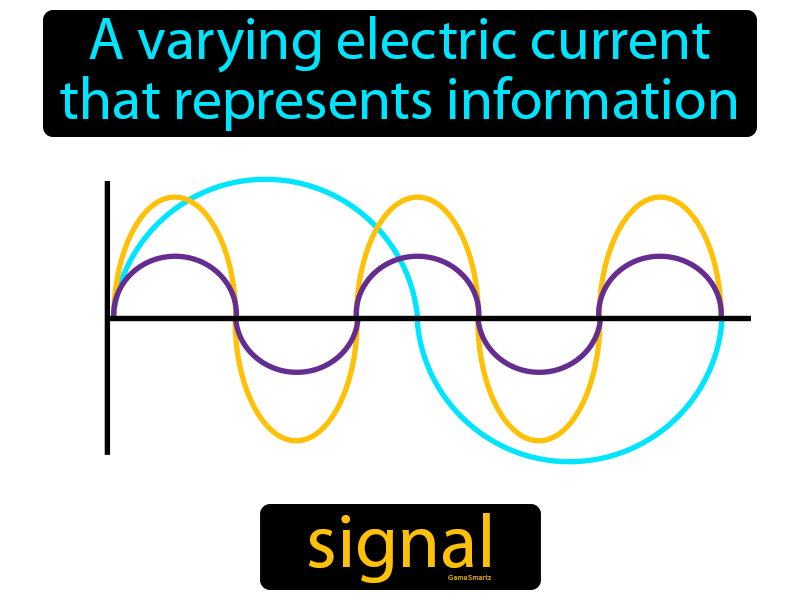 A varying electric current
that represents information
signal
GameSmartz